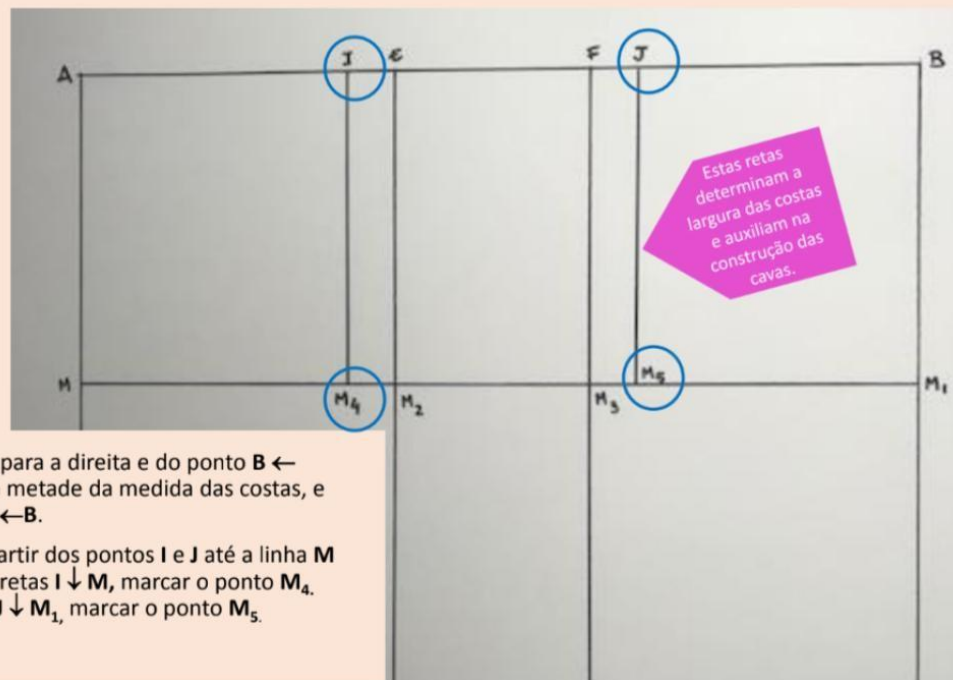 A I E F J B
Estas retas
determinam a
largura das costas
e auxiliam na
construção das
cavas.
M M4 M2 M3 M5 M1
para a direita e do ponto B ←
metade da medida das costas, e
←B.
artir dos pontos I e J até a linha M
retas I ↓ M, marcar o ponto M4.
↓ M1, marcar o ponto M5.